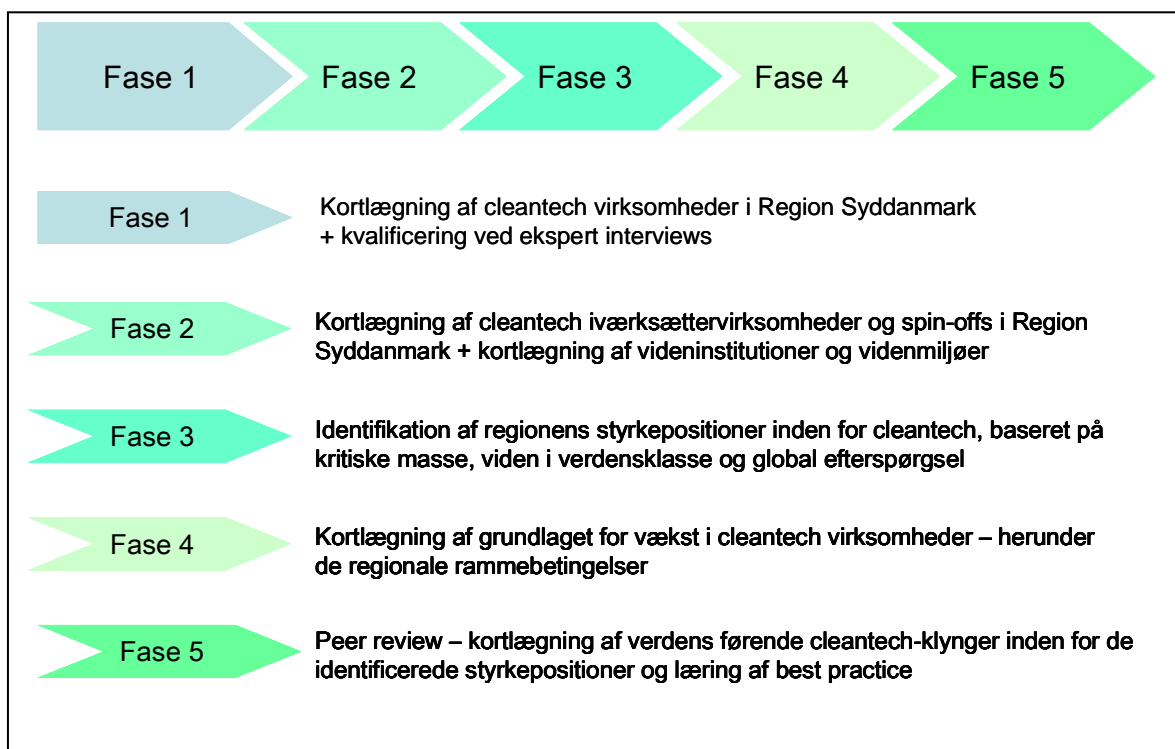 Fase 1
Fase 2
Fase 3
Fase 4
Fase 5
Fase 1
Kortlægning af cleantech virksomheder i Region Syddanmark
+ kvalificering ved ekspert interviews
Fase 2
Kortlægning af cleantech iværksættervirksomheder og spin-offs i Region
Syddanmark + kortlægning af videninstitutioner og videnmiljøer
Fase 3
Identifikation af regionens styrkepositioner inden for cleantech, baseret på
kritiske masse, viden i verdensklasse og global efterspørgsel
Fase 4
Kortlægning af grundlaget for vækst i cleantech virksomheder – herunder
de regionale rammebetingelser
Fase 5
Peer review – kortlægning af verdens førende cleantech-klynger inden for de
identificerede styrkepositioner og læring af best practice